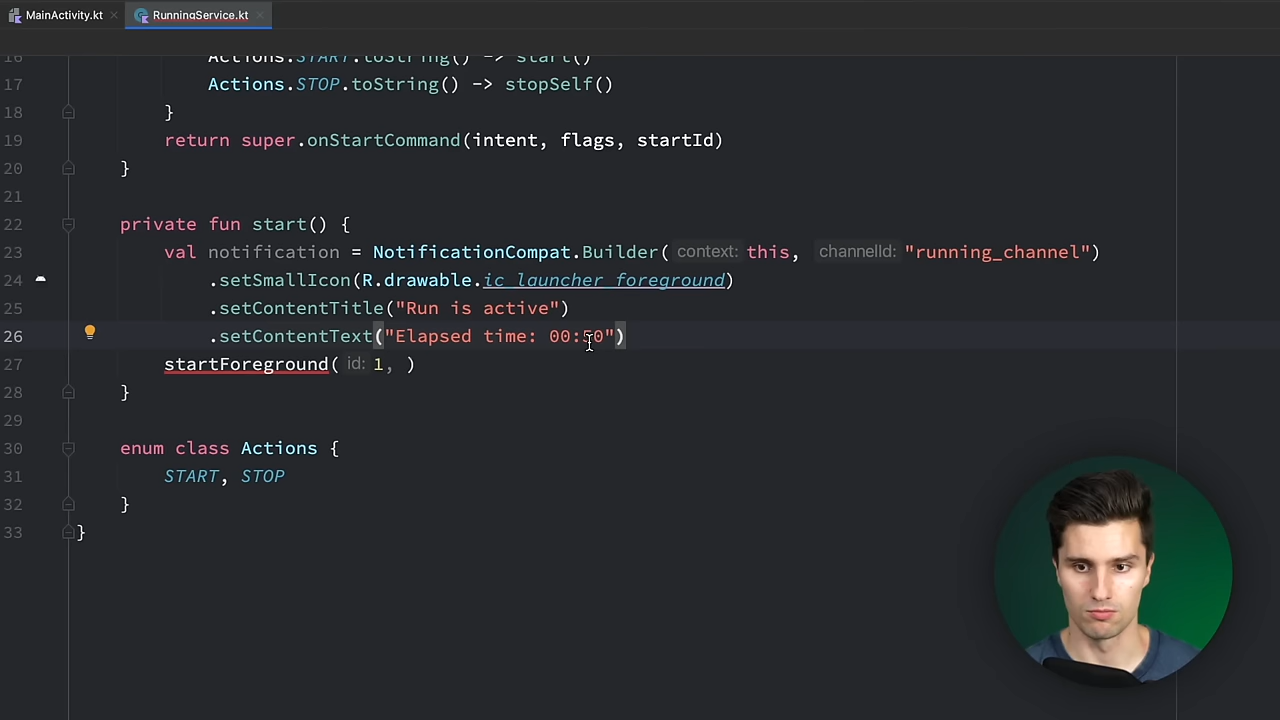 MainActivity.kt
RunningService.kt
16 Actions.START.toString() -> start()
17 Actions.STOP.toString() -> stopSelf()
18 }
19 return super.onStartCommand(intent, flags, startId)
20 }
21
22 private fun start() {
23 val notification = NotificationCompat.Builder( context: this, channelId: "running_channel")
24 .setSmallIcon(R.drawable.ic_launcher_foreground)
25 .setContentTitle("Run is active")
26 .setContentText("Elapsed time: 00:50")
27 startForeground( id: 1, )
28 }
29
30 enum class Actions {
31 START, STOP
32 }
33 }